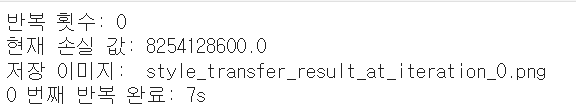 반복 횟수: 0
현재 손실 값: 8254128600.0
저장 이미지:  style_transfer_result_at_iteration_0.png
0 번째 반복 완료: 7s